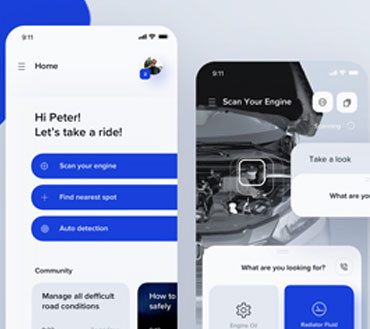 9:11
Home
2
Hi Peter!
Let's take a ride!
Scan your engine
Find nearest spot
Auto detection
Community
Manage all defficult
road conditions
How to
safely
9:11
Scan Your Engine
Take a look
What are you
What are you looking for?
Engine Oil
Radiator Fluid